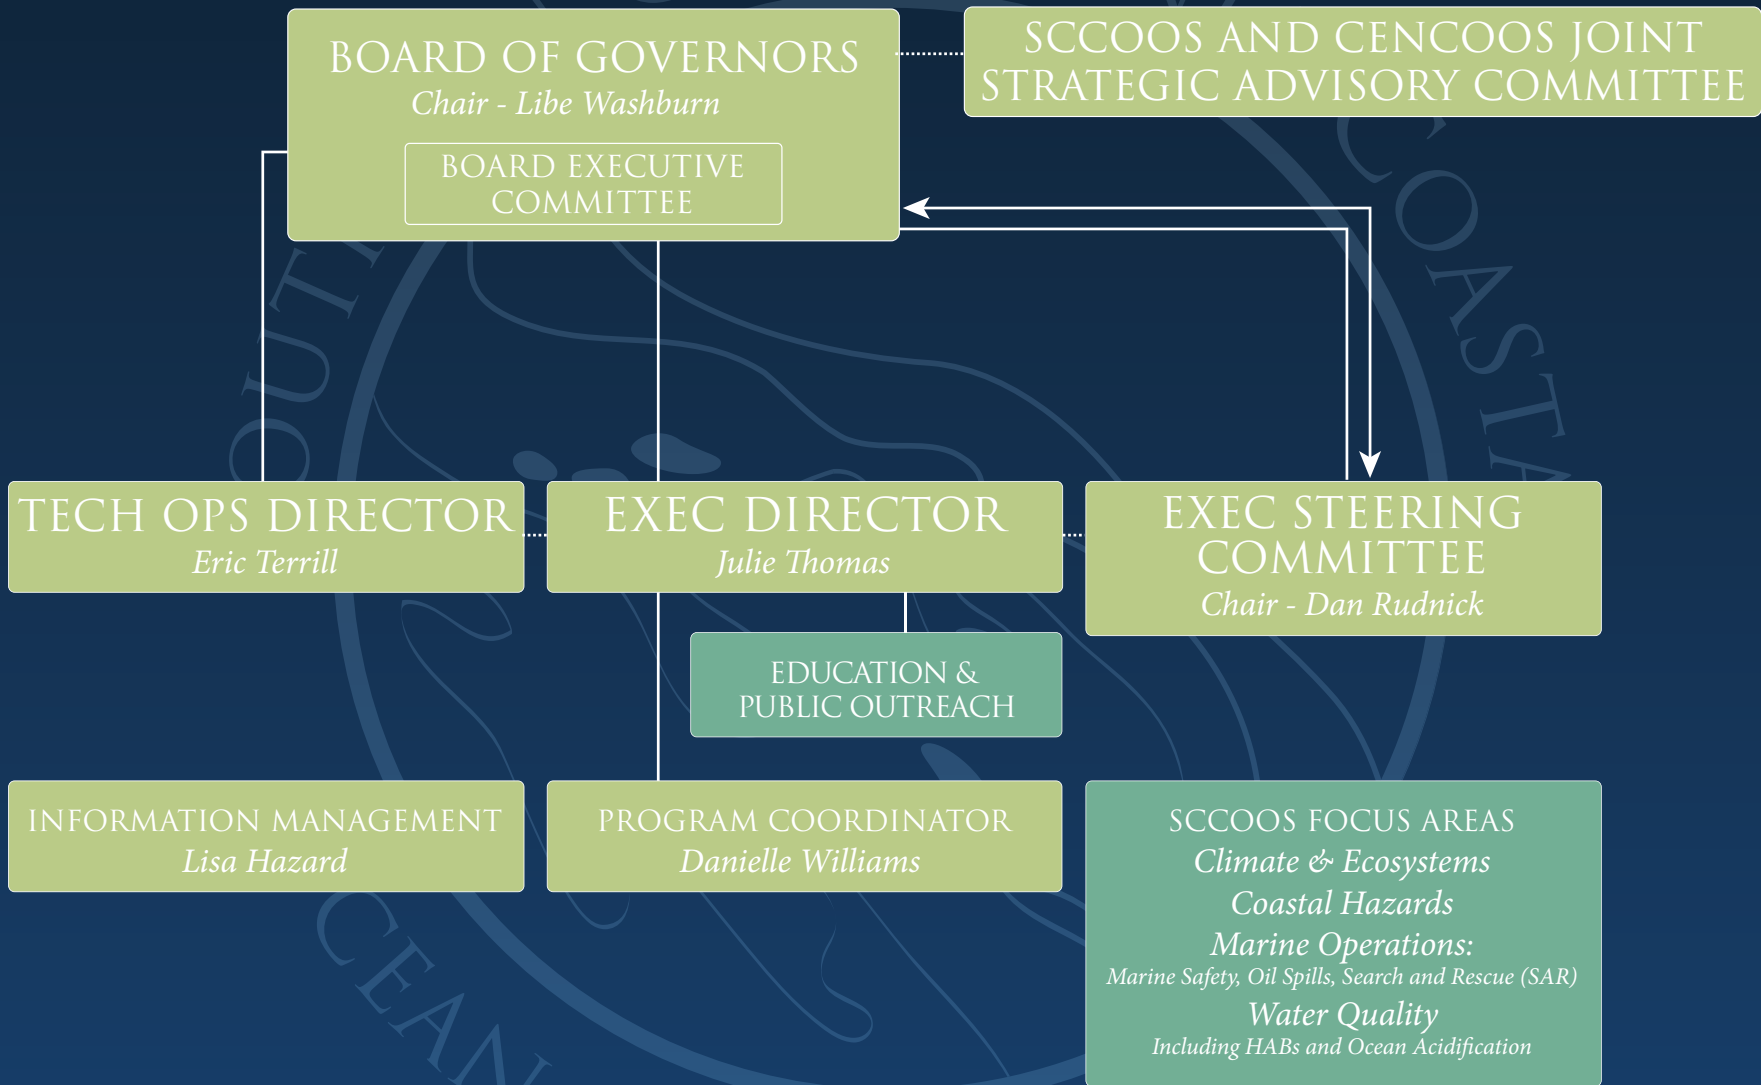 BOARD OF GOVERNORS
Chair - Libe Washburn
BOARD EXECUTIVE
COMMITTEE
SCCOOS AND CENCOOS JOINT
STRATEGIC ADVISORY COMMITTEE
TECH OPS DIRECTOR
Eric Terrill
EXEC DIRECTOR
Julie Thomas
EXEC STEERING
COMMITTEE
Chair - Dan Rudnick
EDUCATION &
PUBLIC OUTREACH
INFORMATION MANAGEMENT
Lisa Hazard
PROGRAM COORDINATOR
Danielle Williams
SCCOOS FOCUS AREAS
Climate & Ecosystems
Coastal Hazards
Marine Operations:
Marine Safety, Oil Spills, Search and Rescue (SAR)
Water Quality
Including HABs and Ocean Acidification